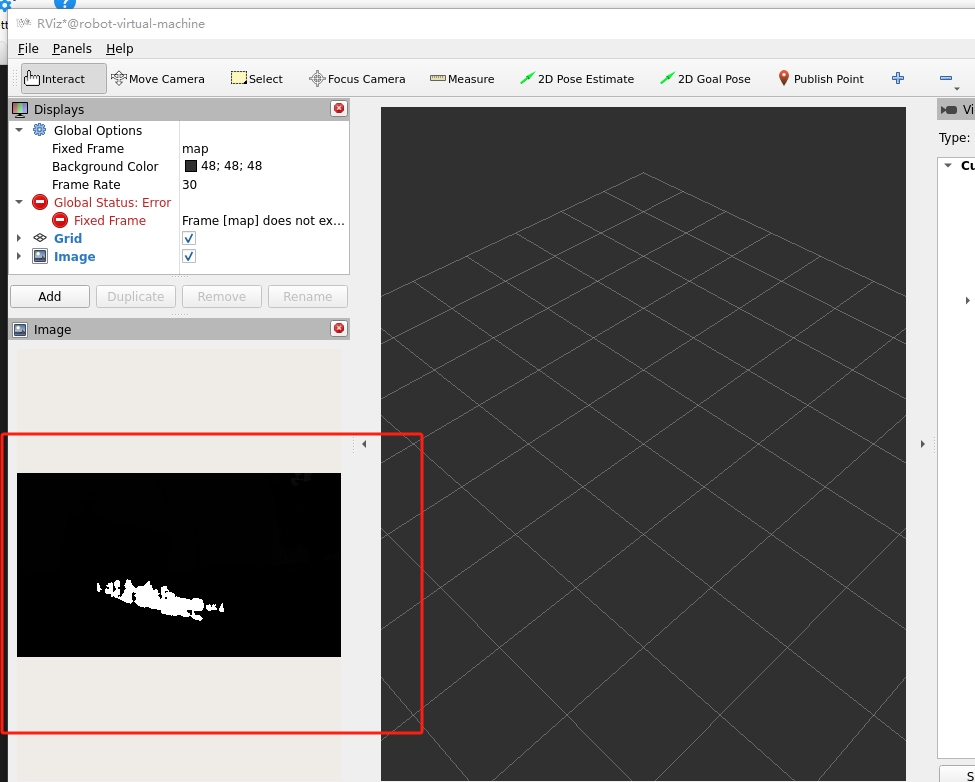 RViz*@robot-virtual-machine
File Panels Help
Interact Move Camera Select Focus Camera Measure 2D Pose Estimate 2D Goal Pose Publish Point
Displays
Global Options
Fixed Frame map
Background Color 48; 48; 48
Frame Rate 30
Global Status: Error
Fixed Frame Frame [map] does not ex...
Grid
Image
Add Duplicate Remove Rename
Image
Type: